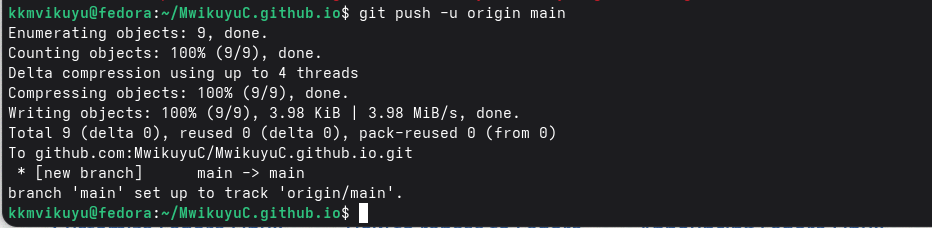 kkmvikuyu@fedora:~/MwikuyuC.github.io$ git push -u origin main
Enumerating objects: 9, done.
Counting objects: 100% (9/9), done.
Delta compression using up to 4 threads
Compressing objects: 100% (9/9), done.
Writing objects: 100% (9/9), 3.98 KiB | 3.98 MiB/s, done.
Total 9 (delta 0), reused 0 (delta 0), pack-reused 0 (from 0)
To github.com:MwikuyuC/MwikuyuC.github.io.git
 * [new branch]      main -> main
branch 'main' set up to track 'origin/main'.
kkmvikuyu@fedora:~/MwikuyuC.github.io$